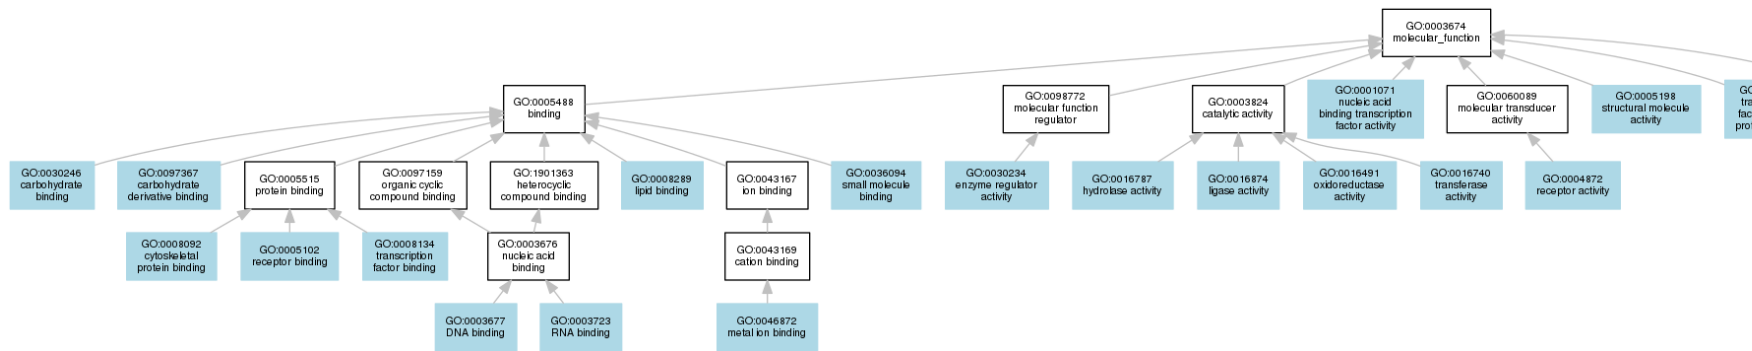 GO:0003674
molecular_function
GO:0005488
binding
GO:0098772
molecular function
regulator
GO:0003824
catalytic activity
GO:0001071
nucleic acid
binding transcription
factor activity
GO:0060089
molecular transducer
activity
GO:0005198
structural molecule
activity
GO:0030246
carbohydrate
binding
GO:0097367
carbohydrate
derivative binding
GO:0005515
protein binding
GO:0097159
organic cyclic
compound binding
GO:1901363
heterocyclic
compound binding
GO:0008289
lipid binding
GO:0043167
ion binding
GO:0036094
small molecule
binding
GO:0030234
enzyme regulator
activity
GO:0016787
hydrolase activity
GO:0016874
ligase activity
GO:0016491
oxidoreductase
activity
GO:0016740
transferase
activity
GO:0004872
receptor activity
GO:0008092
cytoskeletal
protein binding
GO:0005102
receptor binding
GO:0008134
transcription
factor binding
GO:0003676
nucleic acid
binding
GO:0043169
cation binding
GO:0003677
DNA binding
GO:0003723
RNA binding
GO:0046872
metal ion binding